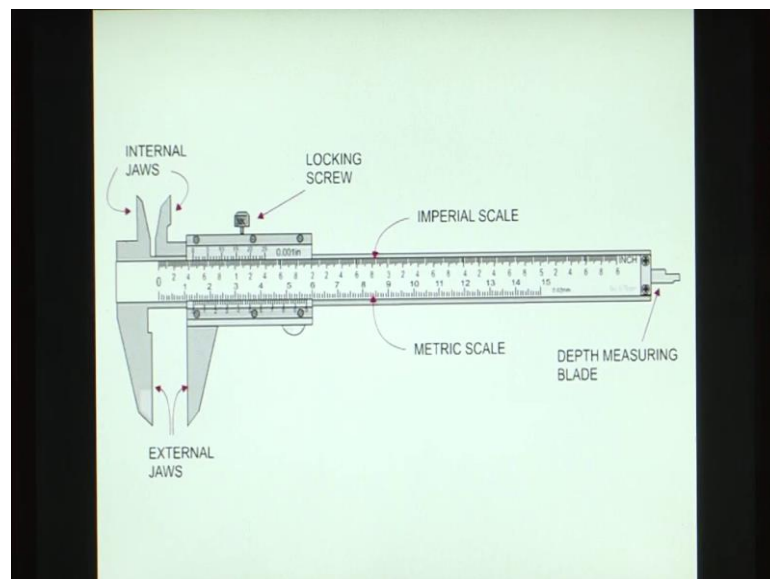 INTERNAL
JAWS
LOCKING
SCREW
IMPERIAL SCALE
0.001in
INCH
0 1 2 3 4 5 6 7 8 9 10 11 12 13 14 15
METRIC SCALE
DEPTH MEASURING
BLADE
EXTERNAL
JAWS